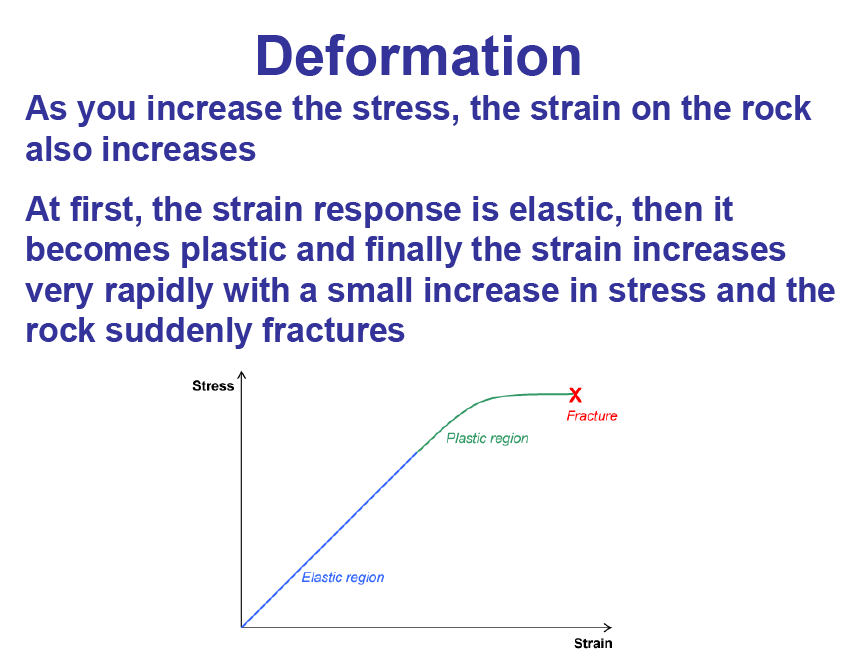 Deformation
As you increase the stress, the strain on the rock
also increases
At first, the strain response is elastic, then it
becomes plastic and finally the strain increases
very rapidly with a small increase in stress and the
rock suddenly fractures
Stress
X
Fracture
Plastic region
Elastic region
Strain